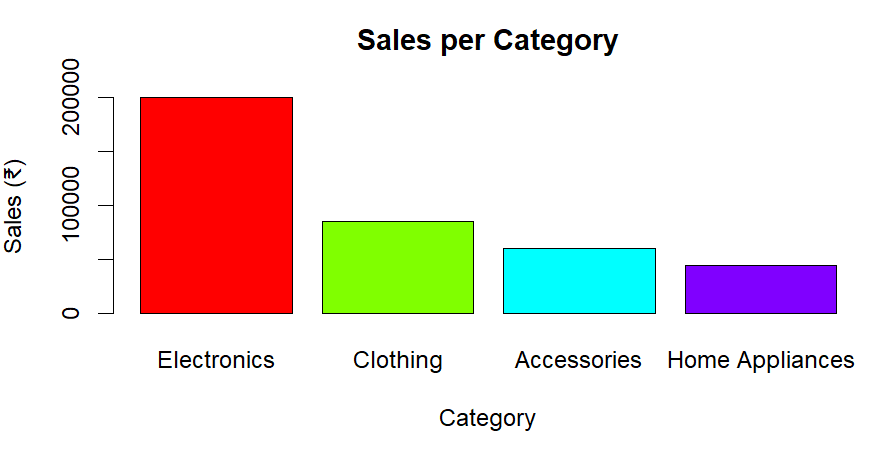 Sales per Category
Sales (₹)
200000
100000
0
Electronics Clothing Accessories Home Appliances
Category